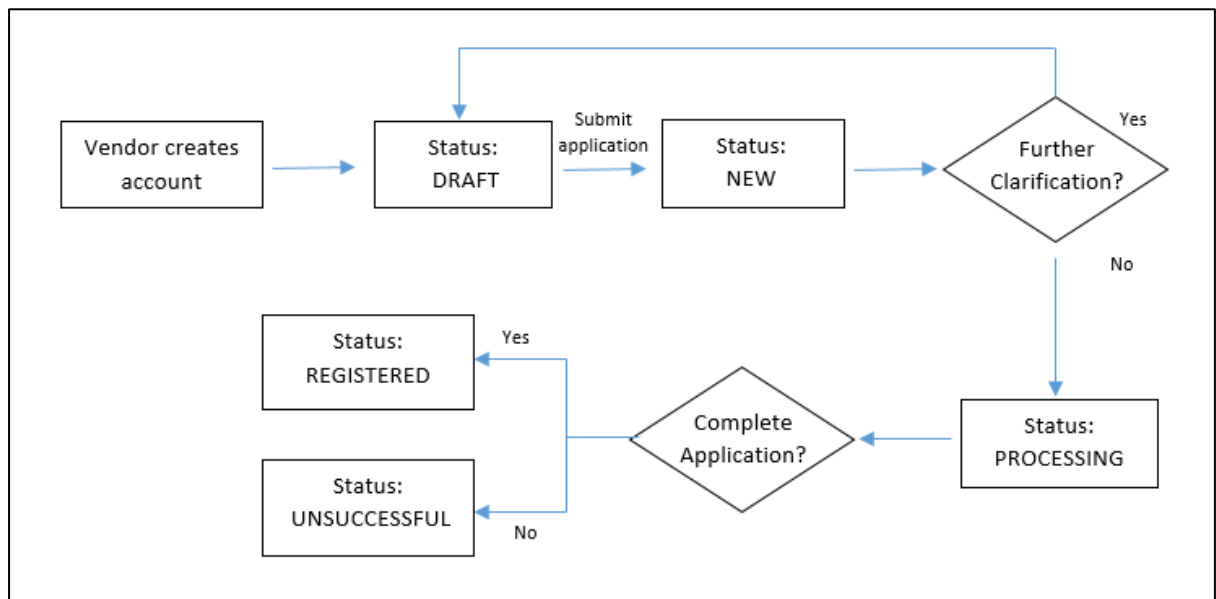 Vendor creates
account
Status:
DRAFT
Submit
application
Status:
NEW
Further
Clarification?
Yes
No
Status:
PROCESSING
Complete
Application?
Yes
Status:
REGISTERED
No
Status:
UNSUCCESSFUL